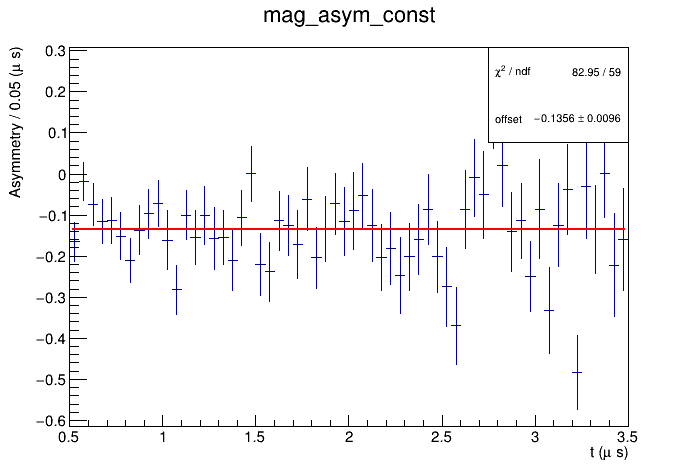 mag_asym_const
Asymmetry / 0.05 (μ s)
χ² / ndf 82.95 / 59
offset −0.1356 ± 0.0096
0.3
0.2
0.1
0
−0.1
−0.2
−0.3
−0.4
−0.5
−0.6
0.5 1 1.5 2 2.5 3 3.5
t (μ s)